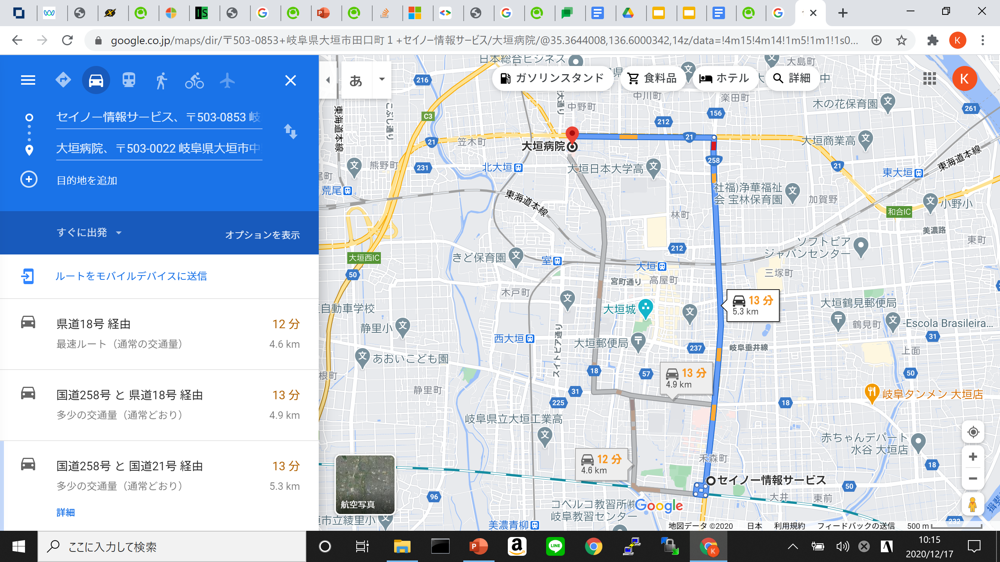 google.co.jp/maps/dir/〒503-0853+岐阜県大垣市田口町１+セイノー情報サービス/大垣病院/@35.3644008,136.6000342,14z/data=!4m15!4m14!1m5!1m1!1s0...
K
セイノー情報サービス、〒503-0853 岐
大垣病院、〒503-0022 岐阜県大垣市中
目的地を追加
すぐに出発
オプションを表示
ルートをモバイルデバイスに送信
県道18号 経由
12 分
最速ルート（通常の交通量）
4.6 km
国道258号 と 県道18号 経由
13 分
多少の交通量（通常どおり）
4.9 km
国道258号 と 国道21号 経由
13 分
多少の交通量（通常どおり）
5.3 km
詳細
あ
日本総合ビジネス
大島町
ガソリンスタンド
食料品
ホテル
詳細
中
K
216
東海道本線
こぶし通り
C3
中野町
中川町
楽田町
木の花保育園
261
156
212
21
笠木町
21
大垣病院
大垣商業高
258
熊野町
231
北大垣
大垣日本大学高
21
東大垣
東海道本線
荒尾
東海道本線
社福)浄華福祉
会 宝林保育園
加賀野
小野小
和合IC
林町
美濃路
東町
ソフトピア
ジャパンセンター
212
大垣西IC
きど保育園
室
大垣
50
宮町通り
高屋町
三塚町
木戸町
13 分
5.3 km
大垣鶴見郵便局
自動車学校
大垣城
静里小
鶴見町
-Escola Brasileira...
31
西大垣
スイトピア通り
大垣郵便局
237
岐阜垂井線
上面
あおいこども園
18
57
13 分
4.9 km
50
根町
静里町
31
225
18
岐阜タンメン 大垣店
岐阜県立大垣工業高
赤ちゃんデパート
水谷 大垣店
禾森町
12 分
4.6 km
18
セイノー情報サービス
50
96
大井
東前
航空写真
コベルコ教習所㈱
岐阜教習センター
Google
市立綾里小
美濃青柳
232
地図データ ©2020
日本
利用規約
フィードバックの送信
500 m
ここに入力して検索
LINE
10:15
2020/12/17